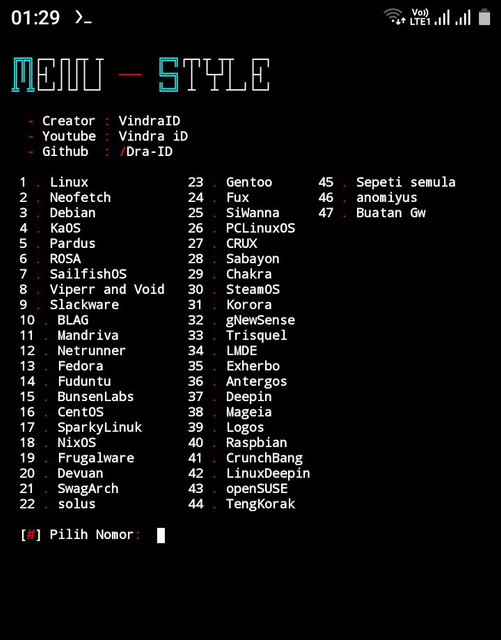 01:29 Vo) LTE1
MENU — STYLE
- Creator : VindraID
- Youtube : Vindra iD
- Github : /Dra-ID
1 . Linux 23 . Gentoo 45 . Sepeti semula
2 . Neofetch 24 . Fux 46 . anomiyus
3 . Debian 25 . SiWanna 47 . Buatan Gw
4 . KaOS 26 . PCLinuxOS
5 . Pardus 27 . CRUX
6 . ROSA 28 . Sabayon
7 . SailfishOS 29 . Chakra
8 . Viperr and Void 30 . SteamOS
9 . Slackware 31 . Korora
10 . BLAG 32 . gNewSense
11 . Mandriva 33 . Trisquel
12 . Netrunner 34 . LMDE
13 . Fedora 35 . Exherbo
14 . Fuduntu 36 . Antergos
15 . BunsenLabs 37 . Deepin
16 . CentOS 38 . Mageia
17 . SparkyLinuk 39 . Logos
18 . NixOS 40 . Raspbian
19 . Frugalware 41 . CrunchBang
20 . Devuan 42 . LinuxDeepin
21 . SwagArch 43 . openSUSE
22 . solus 44 . TengKorak
[#] Pilih Nomor: